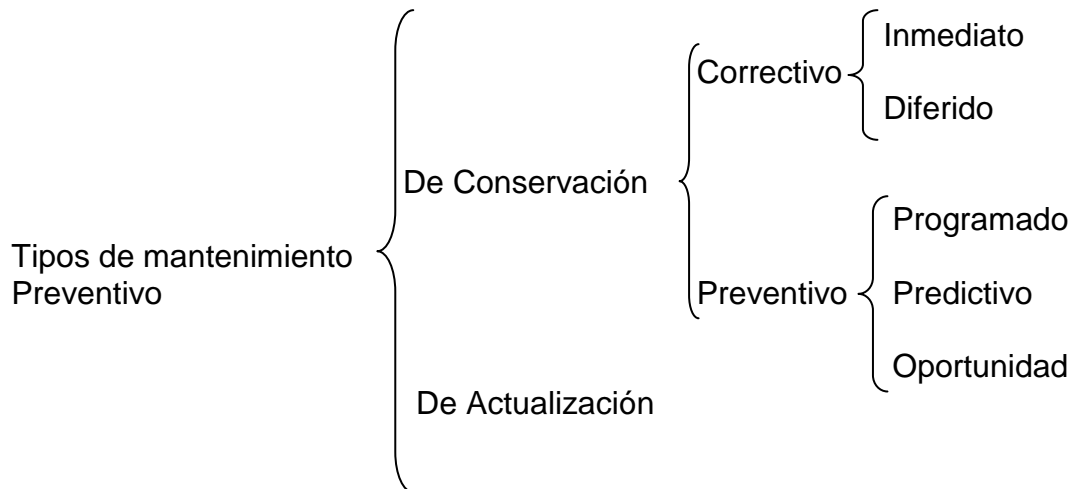 Tipos de mantenimiento
Preventivo
De Conservación
Correctivo
Inmediato
Diferido
Preventivo
Programado
Predictivo
Oportunidad
De Actualización